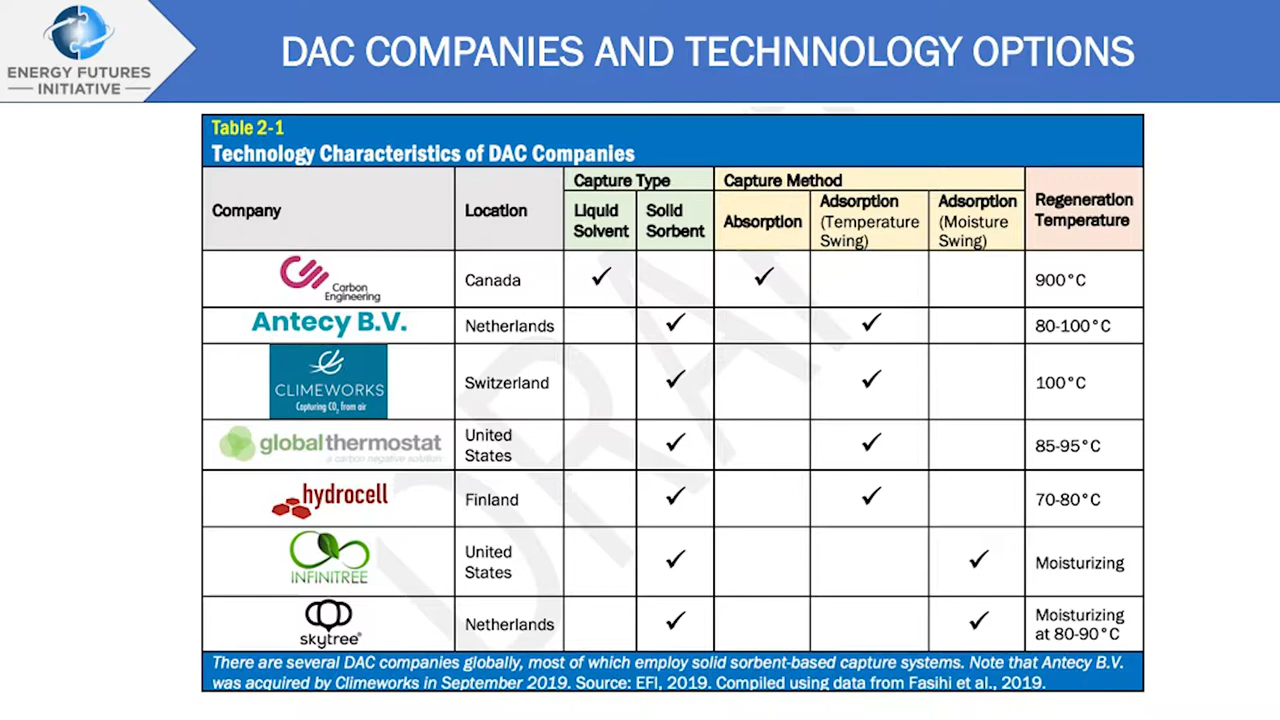 ENERGY FUTURES
INITIATIVE
DAC COMPANIES AND TECHNNOLOGY OPTIONS
Table 2-1
Technology Characteristics of DAC Companies
Company
Location
Capture Type
Liquid
Solvent
Solid
Sorbent
Capture Method
Absorption
Adsorption
(Temperature
Swing)
Adsorption
(Moisture
Swing)
Regeneration
Temperature
Carbon
Engineering
Canada
✓
✓
900°C
Antecy B.V.
Netherlands
✓
✓
80-100°C
CLIMEWORKS
Capturing CO2 from air
Switzerland
✓
✓
100°C
globalthermostat
a carbon negative solution
United
States
✓
✓
85-95°C
hydrocell
Finland
✓
✓
70-80°C
INFINITREE
United
States
✓
✓
Moisturizing
skytree®
Netherlands
✓
✓
Moisturizing
at 80-90°C
There are several DAC companies globally, most of which employ solid sorbent-based capture systems. Note that Antecy B.V.
was acquired by Climeworks in September 2019. Source: EFI, 2019. Compiled using data from Fasihi et al., 2019.
DRAFT